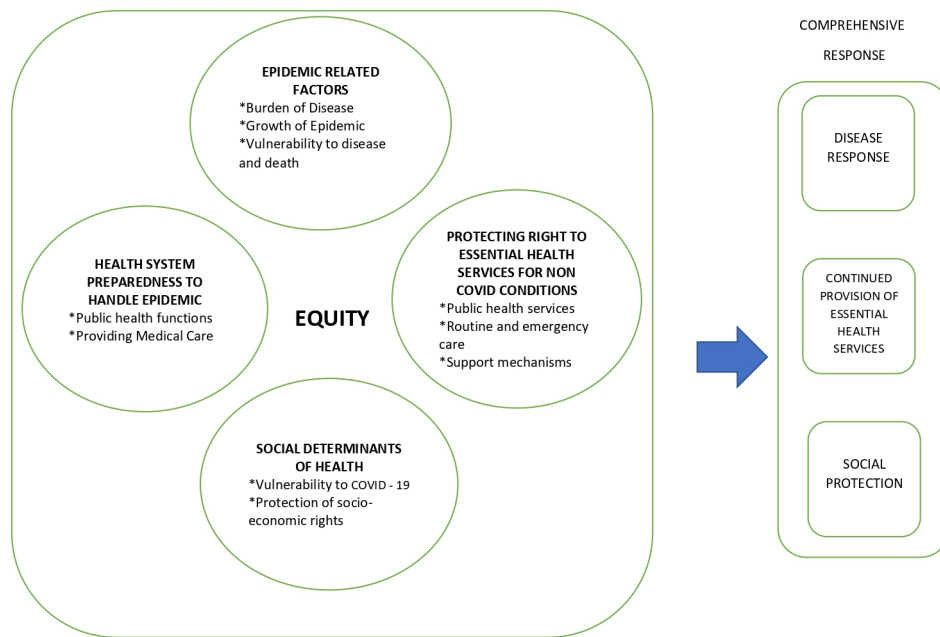 EPIDEMIC RELATED
FACTORS
*Burden of Disease
*Growth of Epidemic
*Vulnerability to disease
and death
HEALTH SYSTEM
PREPAREDNESS TO
HANDLE EPIDEMIC
*Public health functions
*Providing Medical Care
EQUITY
PROTECTING RIGHT TO
ESSENTIAL HEALTH
SERVICES FOR NON
COVID CONDITIONS
*Public health services
*Routine and emergency
care
*Support mechanisms
SOCIAL DETERMINANTS
OF HEALTH
*Vulnerability to COVID - 19
*Protection of socio-
economic rights
COMPREHENSIVE
RESPONSE
DISEASE
RESPONSE
CONTINUED
PROVISION OF
ESSENTIAL
HEALTH
SERVICES
SOCIAL
PROTECTION